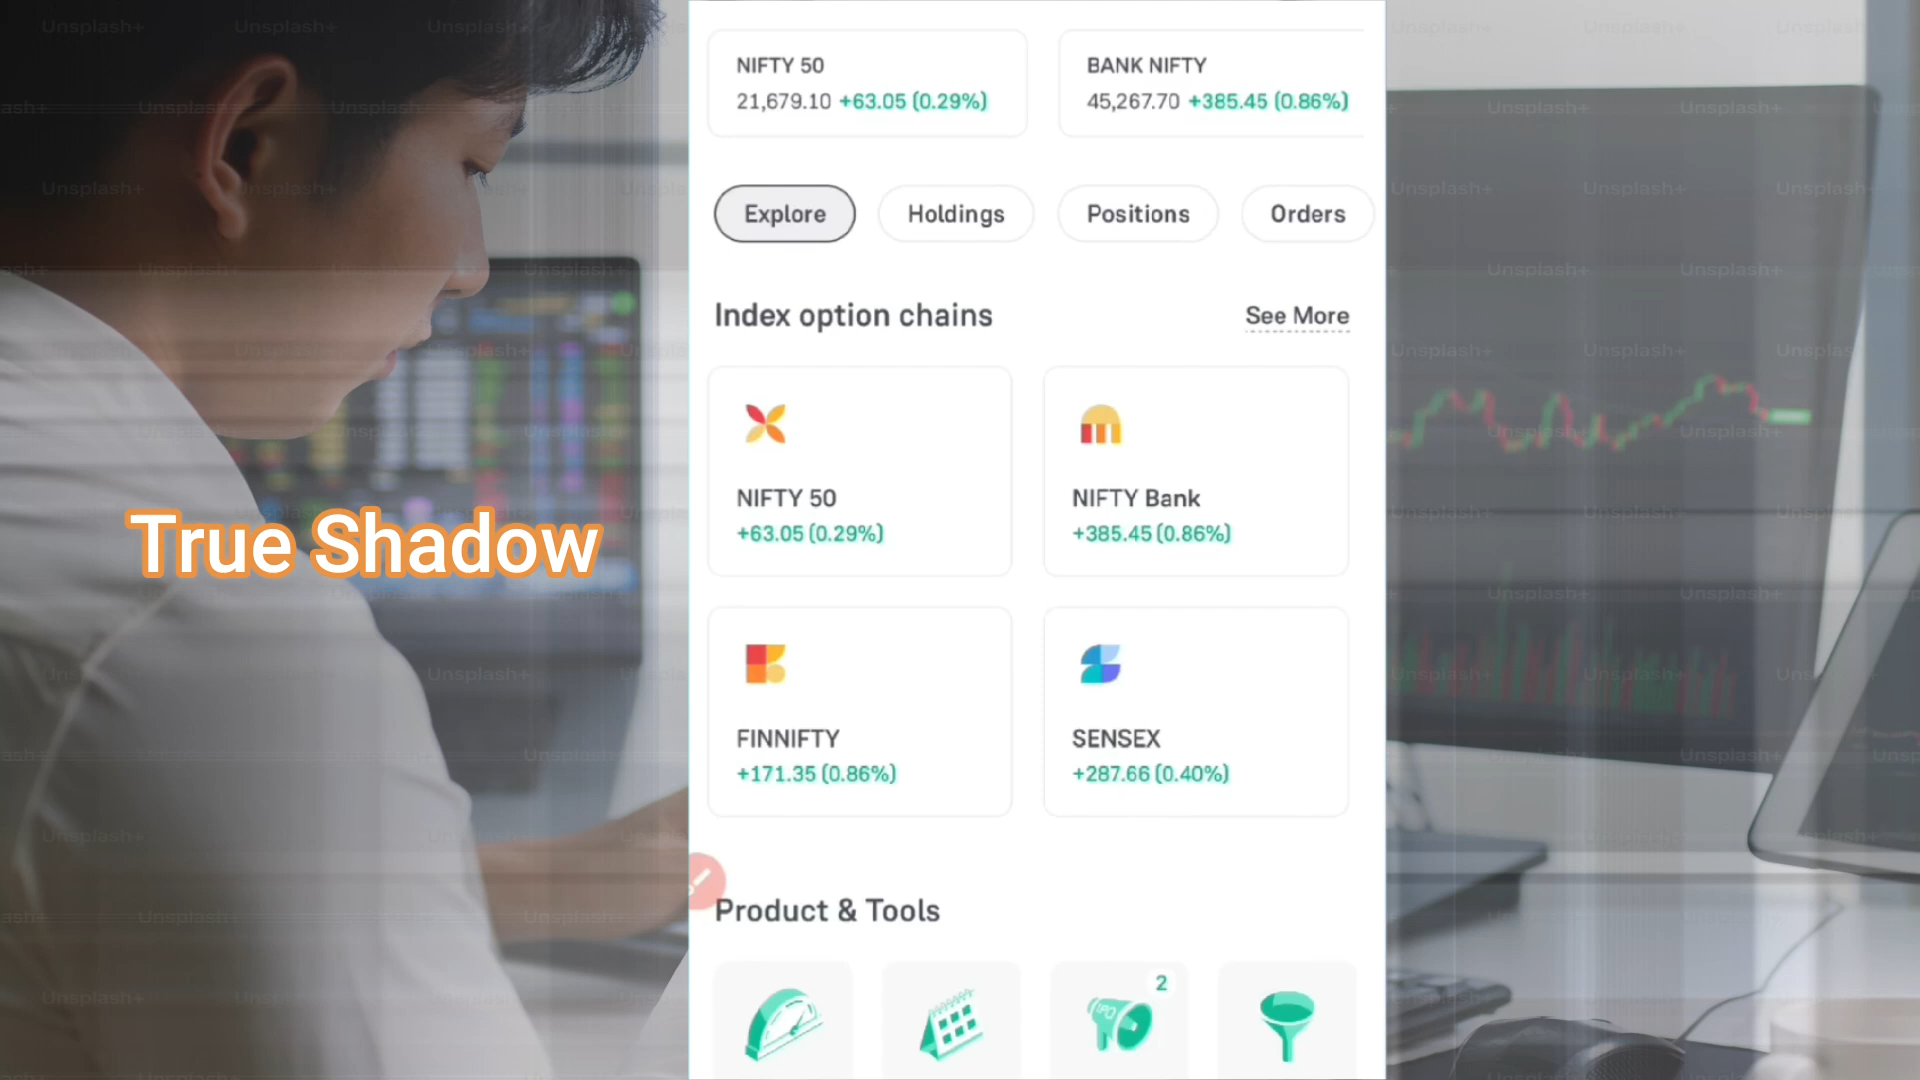 NIFTY 50
21,679.10 +63.05 (0.29%)
BANK NIFTY
45,267.70 +385.45 (0.86%)
Explore
Holdings
Positions
Orders
Index option chains
See More
NIFTY 50
+63.05 (0.29%)
NIFTY Bank
+385.45 (0.86%)
True Shadow
FINNIFTY
+171.35 (0.86%)
SENSEX
+287.66 (0.40%)
Product & Tools
2
IPO
Unsplash+